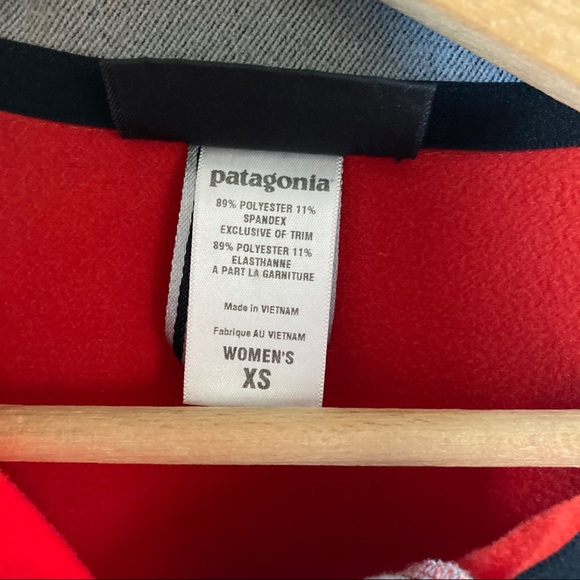 patagonia
89% POLYESTER 11%
SPANDEX
EXCLUSIVE OF TRIM
89% POLYESTER 11%
ELASTHANNE
A PART LA GARNITURE
Made in VIETNAM
Fabrique AU VIETNAM
WOMEN'S
XS